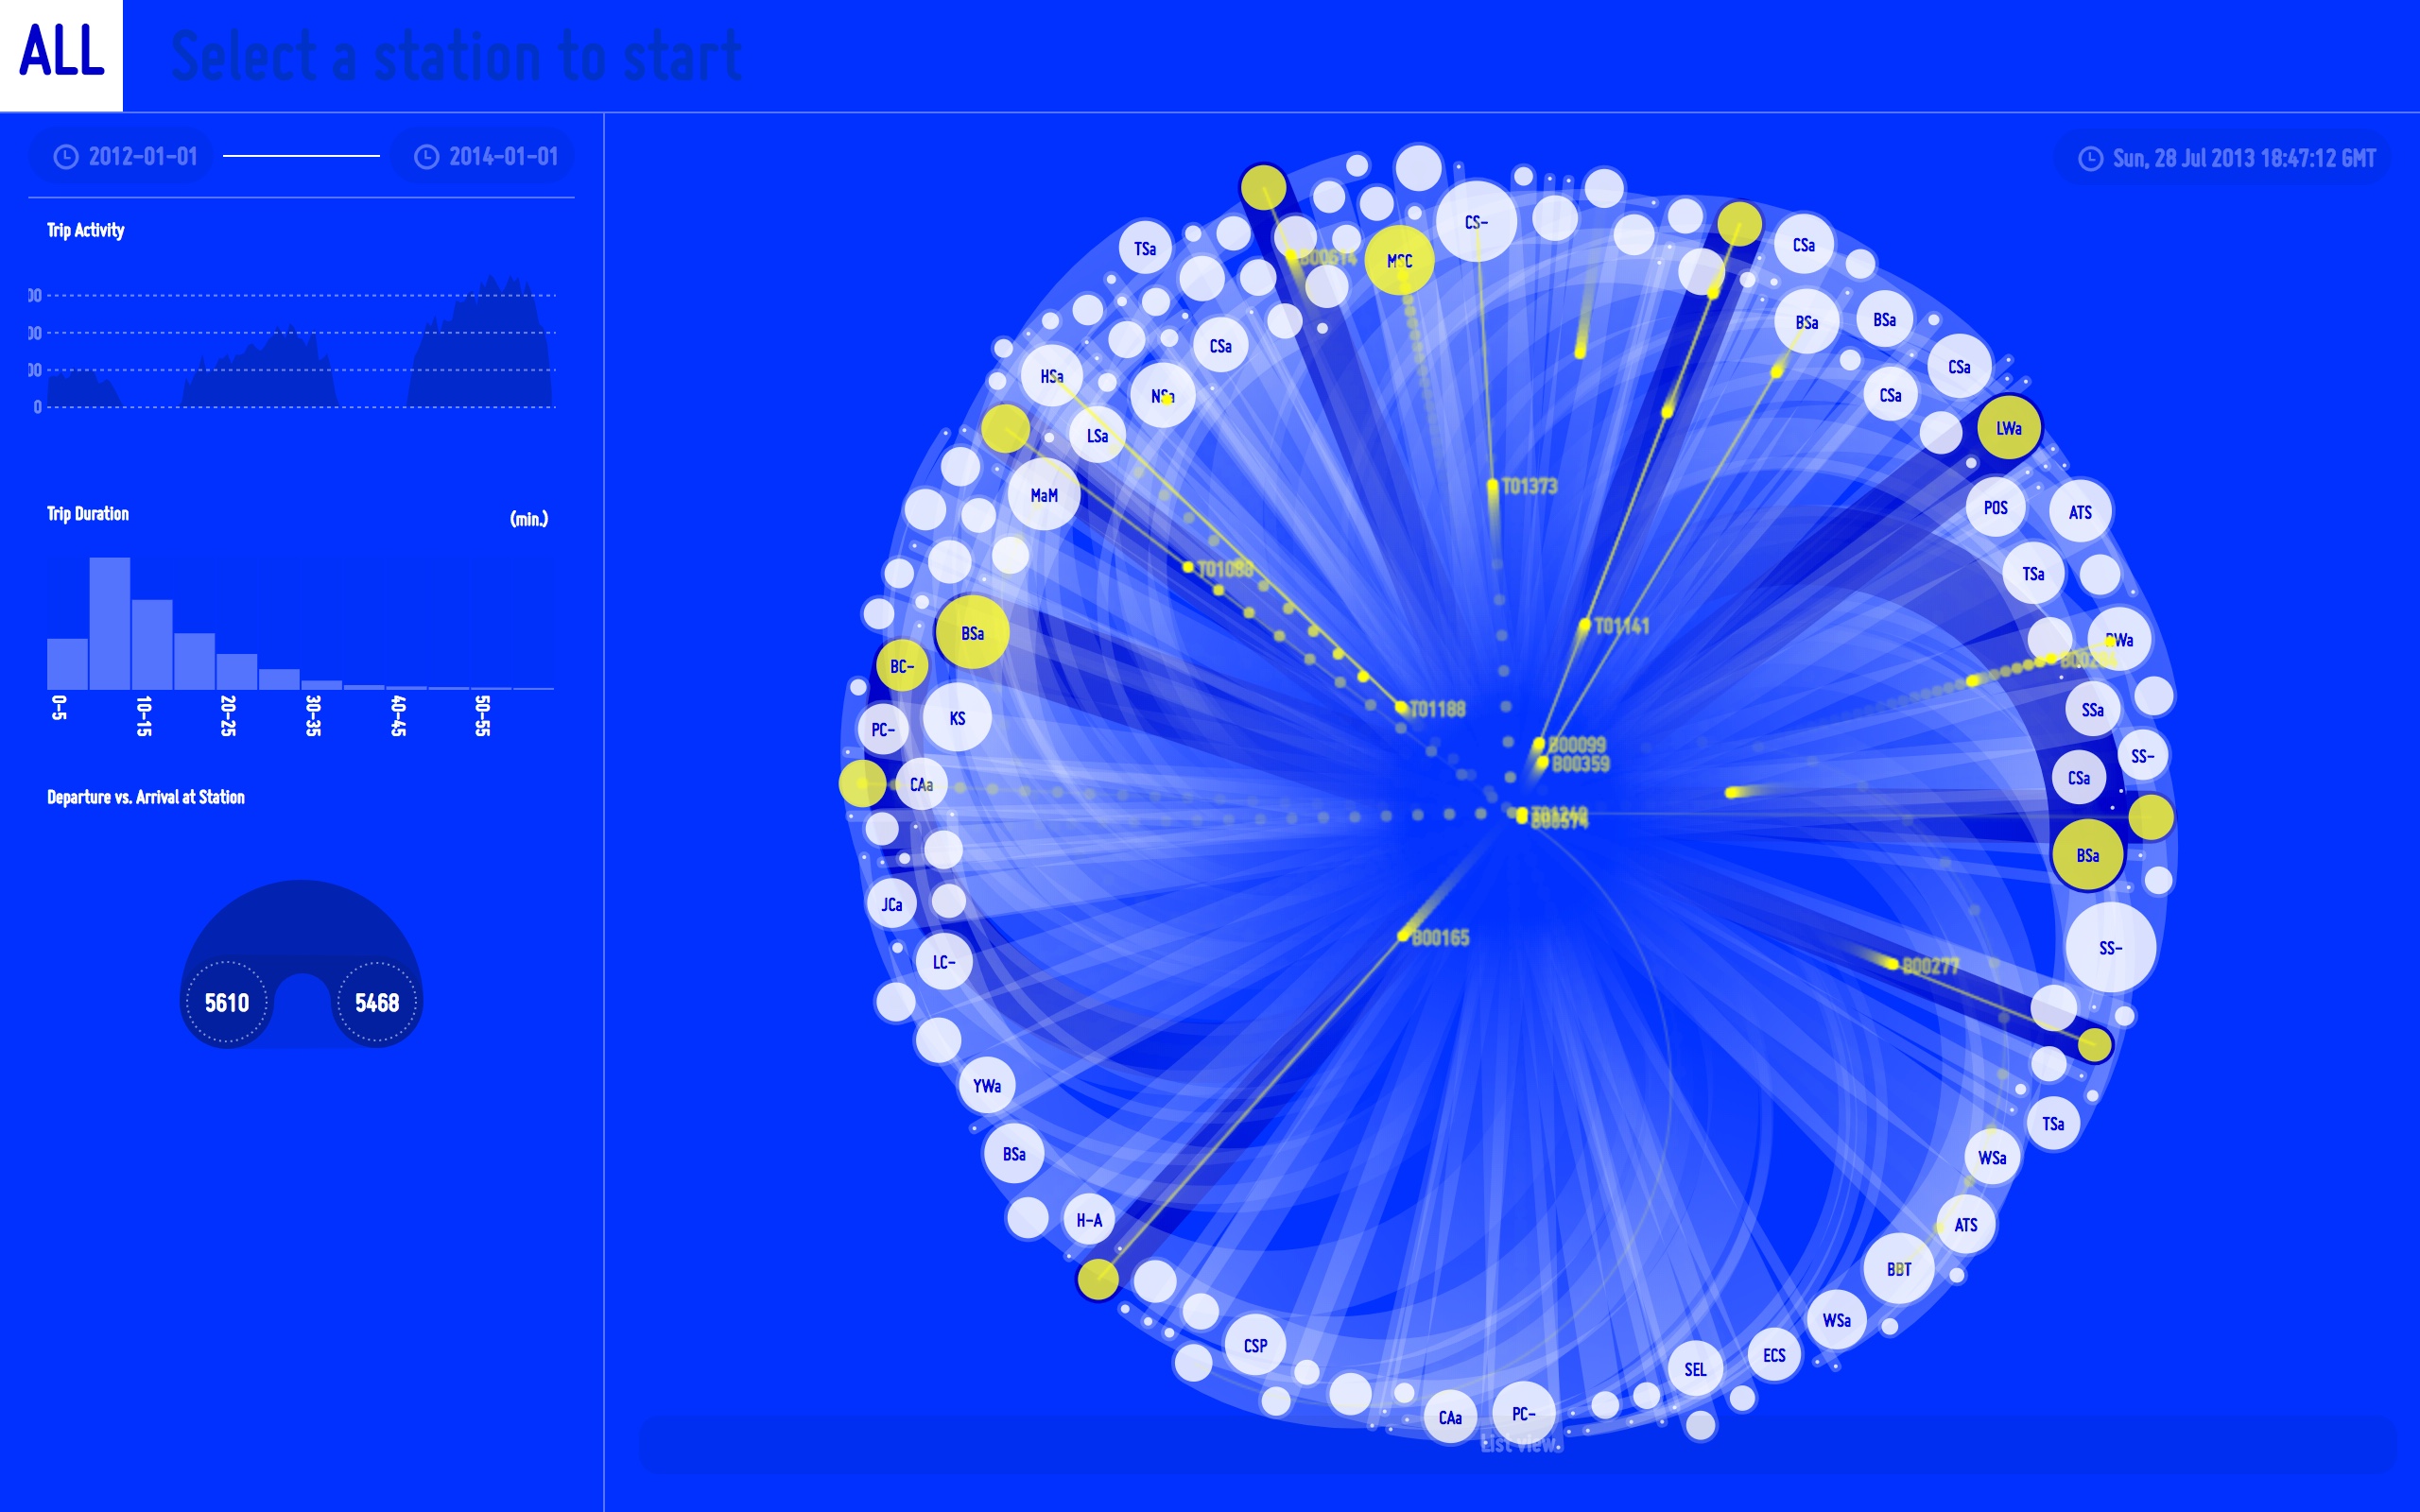 ALL
Select a station to start
2012-01-01
2014-01-01
Sun, 28 Jul 2013 18:47:12 GMT
Trip Activity
00
00
00
0
Trip Duration
(min.)
0-5
10-15
20-25
30-35
40-45
50-55
Departure vs. Arrival at Station
5610
5468
CS-
TSa
MSC
CSa
BSa
BSa
CSa
HSa
NSa
CSa
CSa
LSa
LWa
MaM
T01373
POS
ATS
T01088
TSa
BSa
T01141
BC-
KS
T01188
SSa
PC-
B00099
B00359
SS-
CAa
CSa
BSa
JCa
B00165
SS-
LC-
B00277
YWa
TSa
BSa
WSa
H-A
ATS
BBT
CSP
WSa
ECS
SEL
CAa
PC-
List view